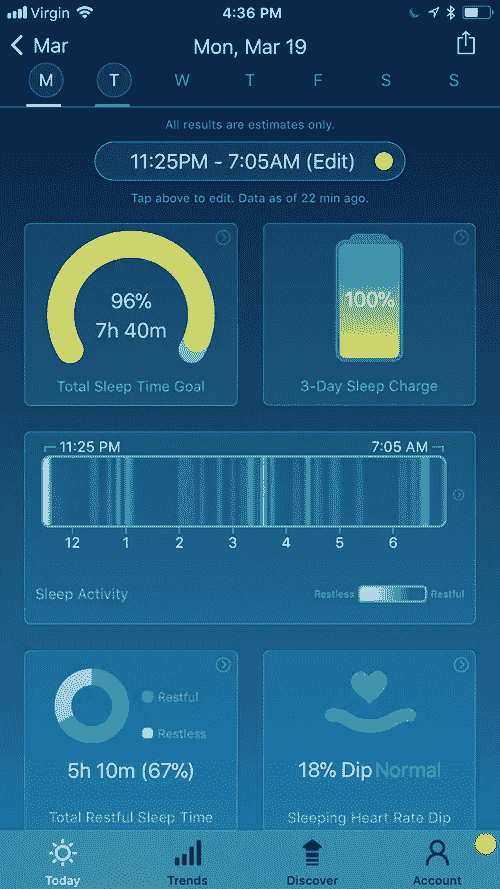 Virgin 4:36 PM
Mar Mon, Mar 19
M T W T F S S
All results are estimates only.
11:25PM - 7:05AM (Edit)
Tap above to edit. Data as of 22 min ago.
96%
7h 40m
Total Sleep Time Goal
100%
3-Day Sleep Charge
11:25 PM 7:05 AM
12 1 2 3 4 5 6
Sleep Activity
Restless Restful
Restful
Restless
5h 10m (67%)
Total Restful Sleep Time
18% Dip Normal
Sleeping Heart Rate Dip
Today Trends Discover Account